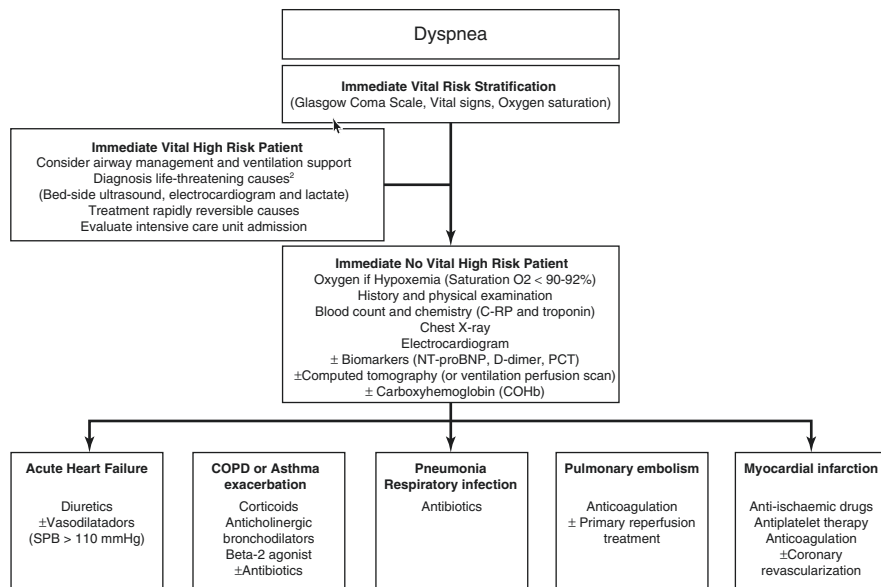 Dyspnea
Immediate Vital Risk Stratification
(Glasgow Coma Scale, Vital signs, Oxygen saturation)
Immediate Vital High Risk Patient
Consider airway management and ventilation support
Diagnosis life-threatening causes²
(Bed-side ultrasound, electrocardiogram and lactate)
Treatment rapidly reversible causes
Evaluate intensive care unit admission
Immediate No Vital High Risk Patient
Oxygen if Hypoxemia (Saturation O2 < 90-92%)
History and physical examination
Blood count and chemistry (C-RP and troponin)
Chest X-ray
Electrocardiogram
± Biomarkers (NT-proBNP, D-dimer, PCT)
±Computed tomography (or ventilation perfusion scan)
± Carboxyhemoglobin (COHb)
Acute Heart Failure
Diuretics
±Vasodilatadors
(SPB > 110 mmHg)
COPD or Asthma
exacerbation
Corticoids
Anticholinergic
bronchodilators
Beta-2 agonist
±Antibiotics
Pneumonia
Respiratory infection
Antibiotics
Pulmonary embolism
Anticoagulation
± Primary reperfusion
treatment
Myocardial infarction
Anti-ischaemic drugs
Antiplatelet therapy
Anticoagulation
±Coronary
revascularization